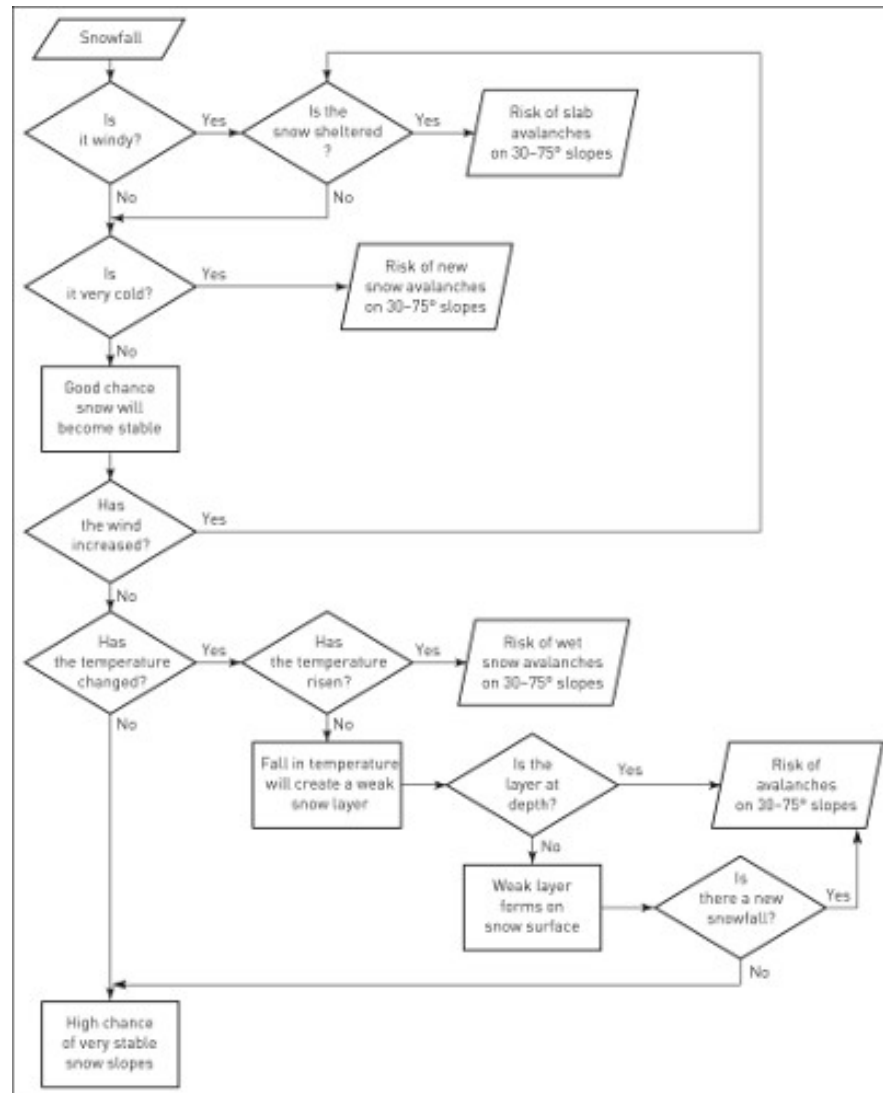 Snowfall
Is
it windy?
Yes
Is the
snow sheltered
?
Yes
Risk of slab
avalanches
on 30–75° slopes
No
No
Is
it very cold?
Yes
Risk of new
snow avalanches
on 30–75° slopes
No
Good chance
snow will
become stable
Has
the wind
increased?
Yes
No
Has
the temperature
changed?
Yes
Has
the temperature
risen?
Yes
Risk of wet
snow avalanches
on 30–75° slopes
No
No
Fall in temperature
will create a weak
snow layer
Is the
layer at
depth?
Yes
Risk of
avalanches
on 30–75° slopes
No
Weak layer
forms on
snow surface
Is
there a new
snowfall?
Yes
No
High chance
of very stable
snow slopes